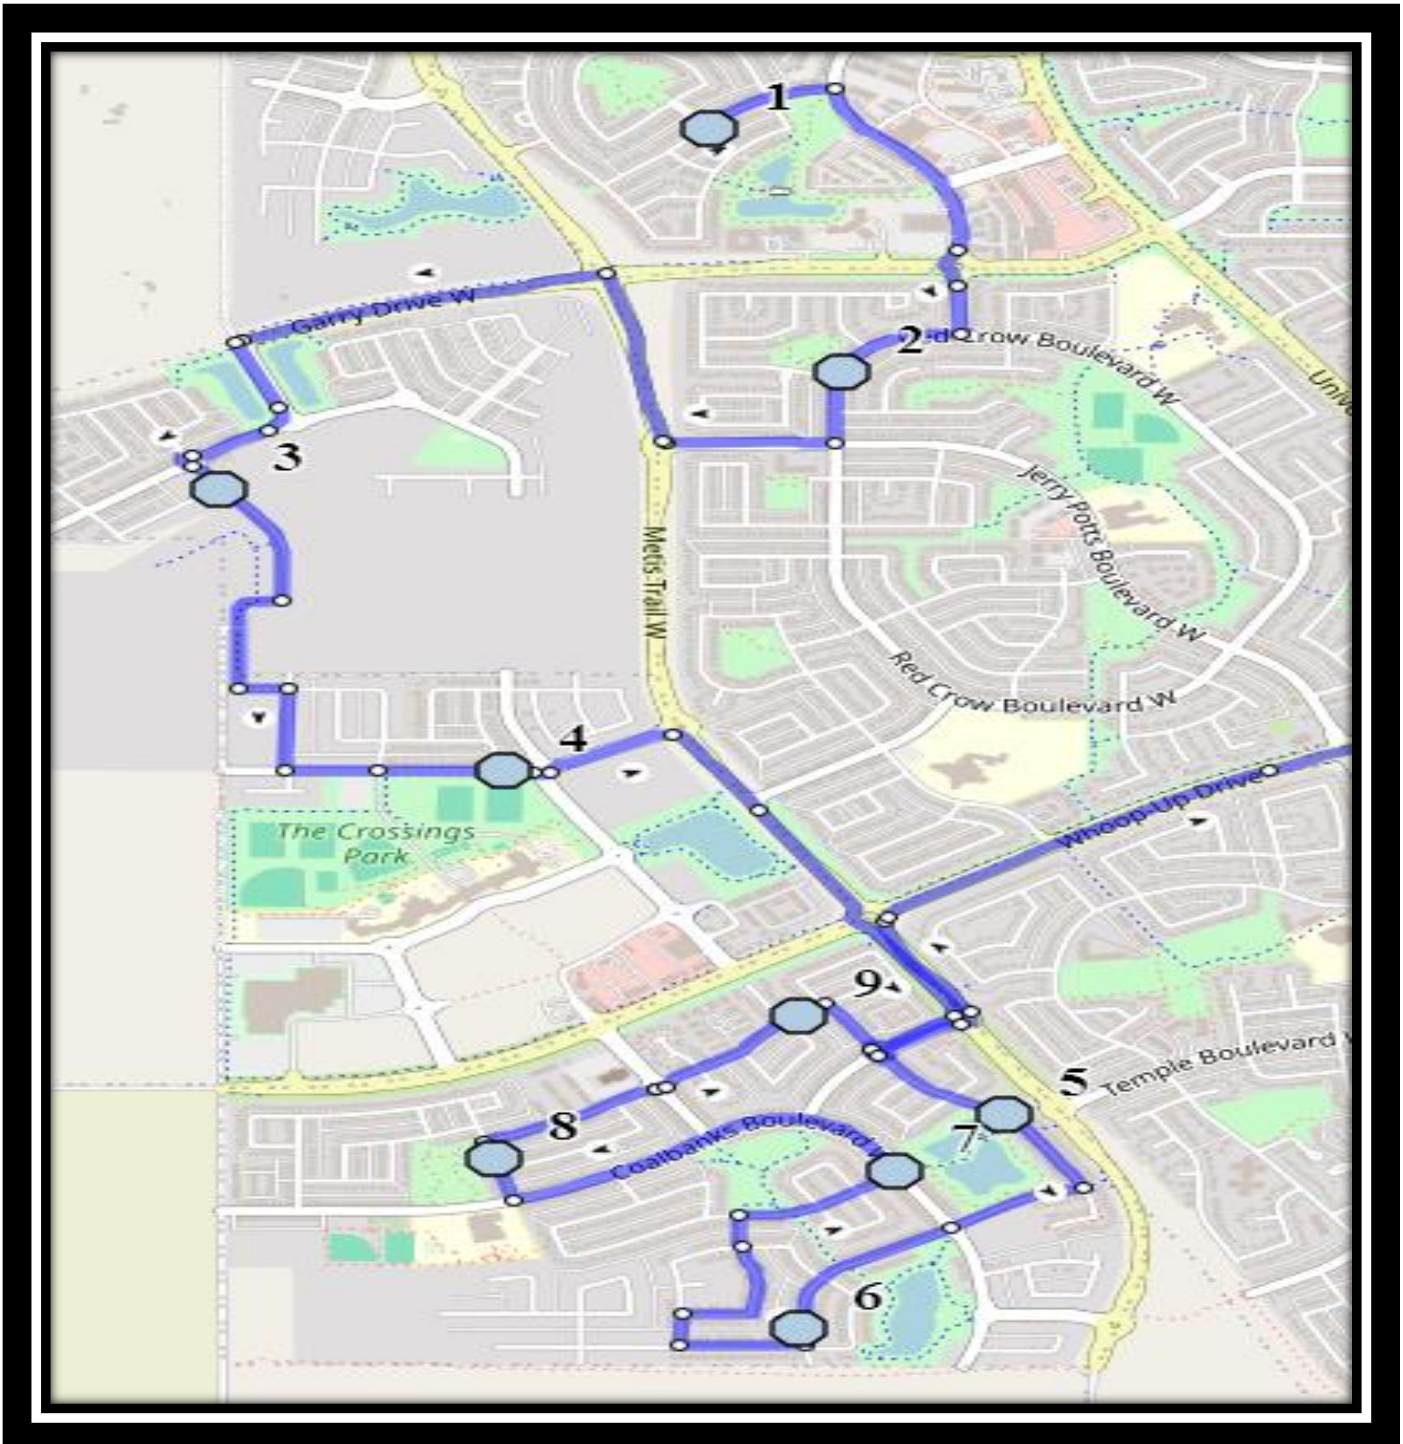 1
Garry Drive W
2
d Crow Boulevard W
Unive
3
Jerry Potts Boulevard W
Metis Trail W
Red Crow Boulevard W
4
Whoop-Up Drive
The Crossings
Park
9
Temple Boulevard
5
8
7
Coalbanks Boulevard
6